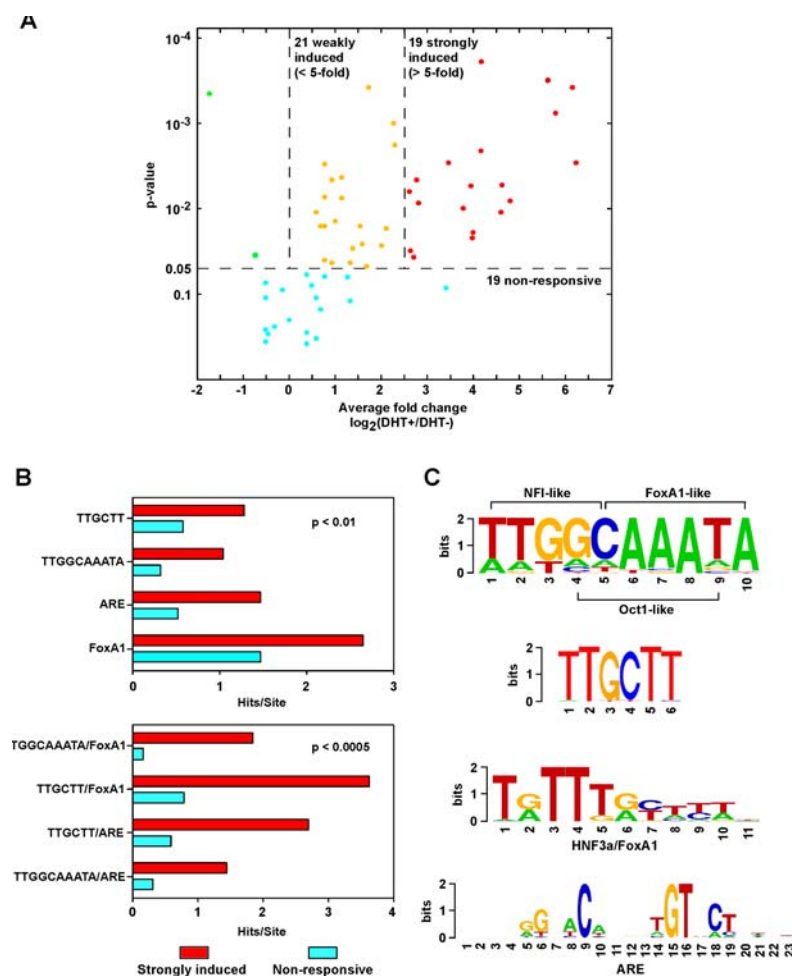 A
21 weakly
induced
(< 5-fold)
19 strongly
induced
(> 5-fold)
10-4
10-3
10-2
0.05
0.1
p-value
19 non-responsive
-2 -1 0 1 2 3 4 5 6 7
Average fold change
log2(DHT+/DHT-)
B
TTGCTT
TTGGCAAATA
ARE
FoxA1
p < 0.01
0 1 2 3
Hits/Site
TTGGCAAATA/FoxA1
TTGCTT/FoxA1
TTGCTT/ARE
TTGGCAAATA/ARE
p < 0.0005
0 1 2 3 4
Hits/Site
Strongly induced
Non-responsive
C
NFI-like
FoxA1-like
2
1
0
bits
TTGGCAAATA
1 2 3 4 5 6 7 8 9 10
Oct1-like
2
1
0
bits
TTGCTT
1 2 3 4 5 6
2
1
0
bits
1 2 3 4 5 6 7 8 9 10 11
HNF3a/FoxA1
2
1
0
bits
1 2 3 4 5 6 7 8 9 10 11 12 13 14 15 16 17 18 19 20 21 22 23
ARE